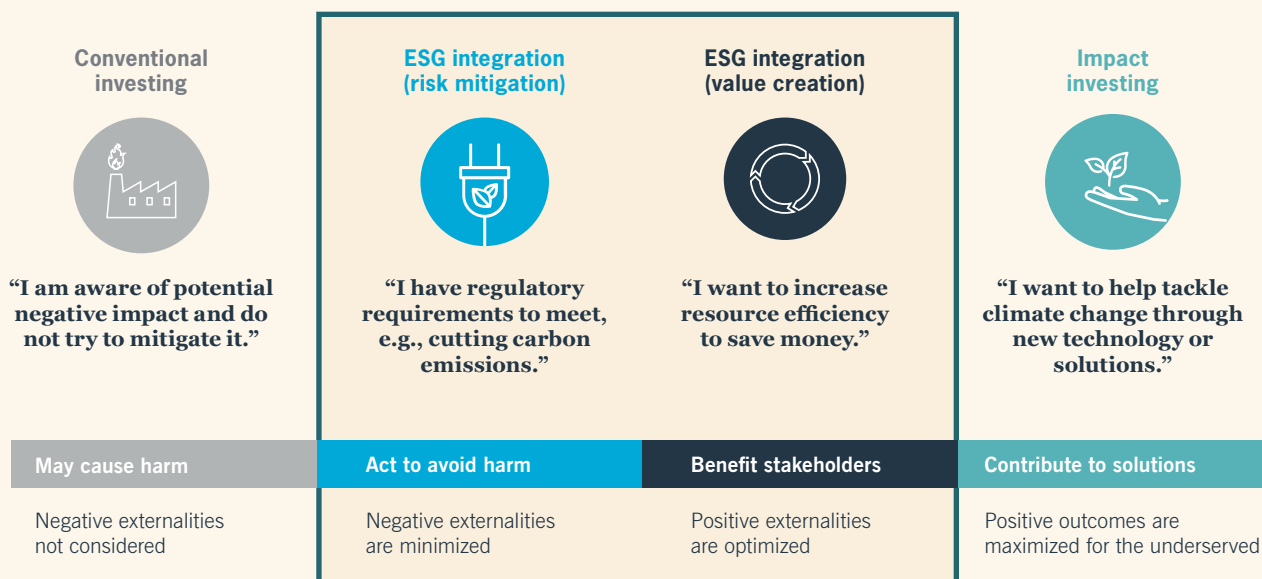 Conventional
investing
ESG integration
(risk mitigation)
ESG integration
(value creation)
Impact
investing
“I am aware of potential
negative impact and do
not try to mitigate it.”
“I have regulatory
requirements to meet,
e.g., cutting carbon
emissions.”
“I want to increase
resource efficiency
to save money.”
“I want to help tackle
climate change through
new technology or
solutions.”
May cause harm
Act to avoid harm
Benefit stakeholders
Contribute to solutions
Negative externalities
not considered
Negative externalities
are minimized
Positive externalities
are optimized
Positive outcomes are
maximized for the underserved